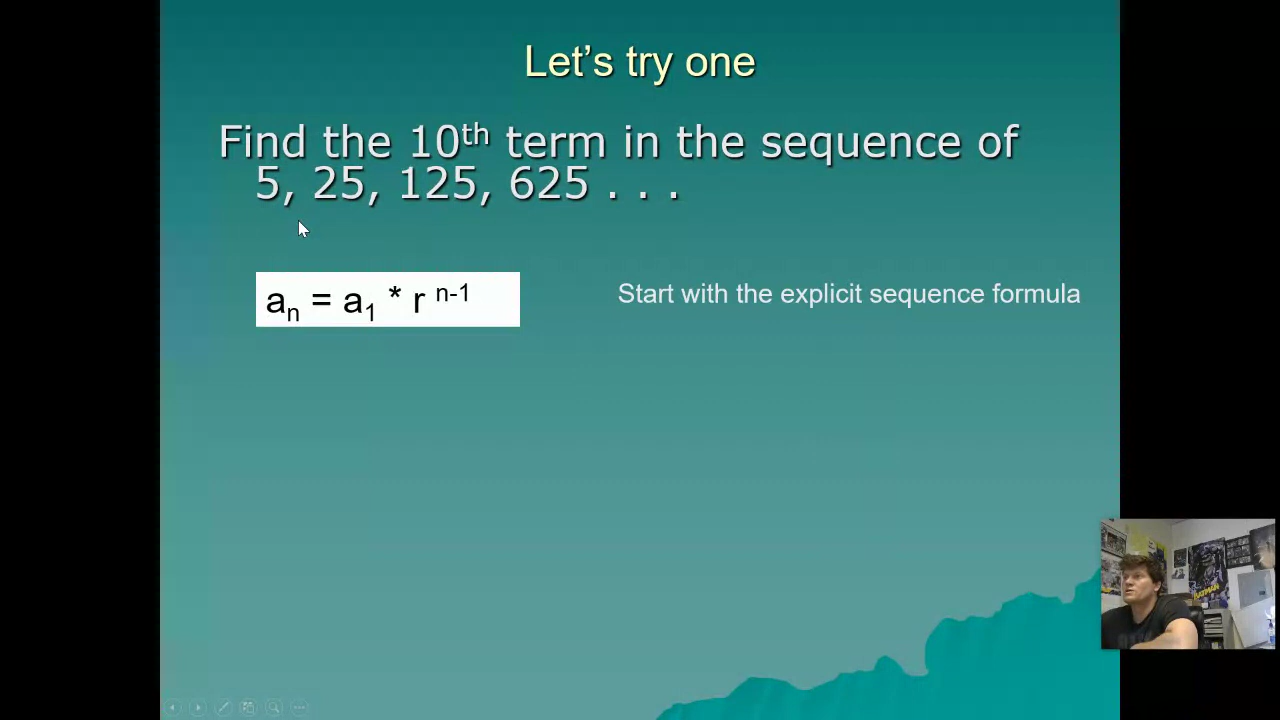 Let’s try one
Find the 10th term in the sequence of
5, 25, 125, 625 . . .
an = a1 * r n-1
Start with the explicit sequence formula
BATMAN